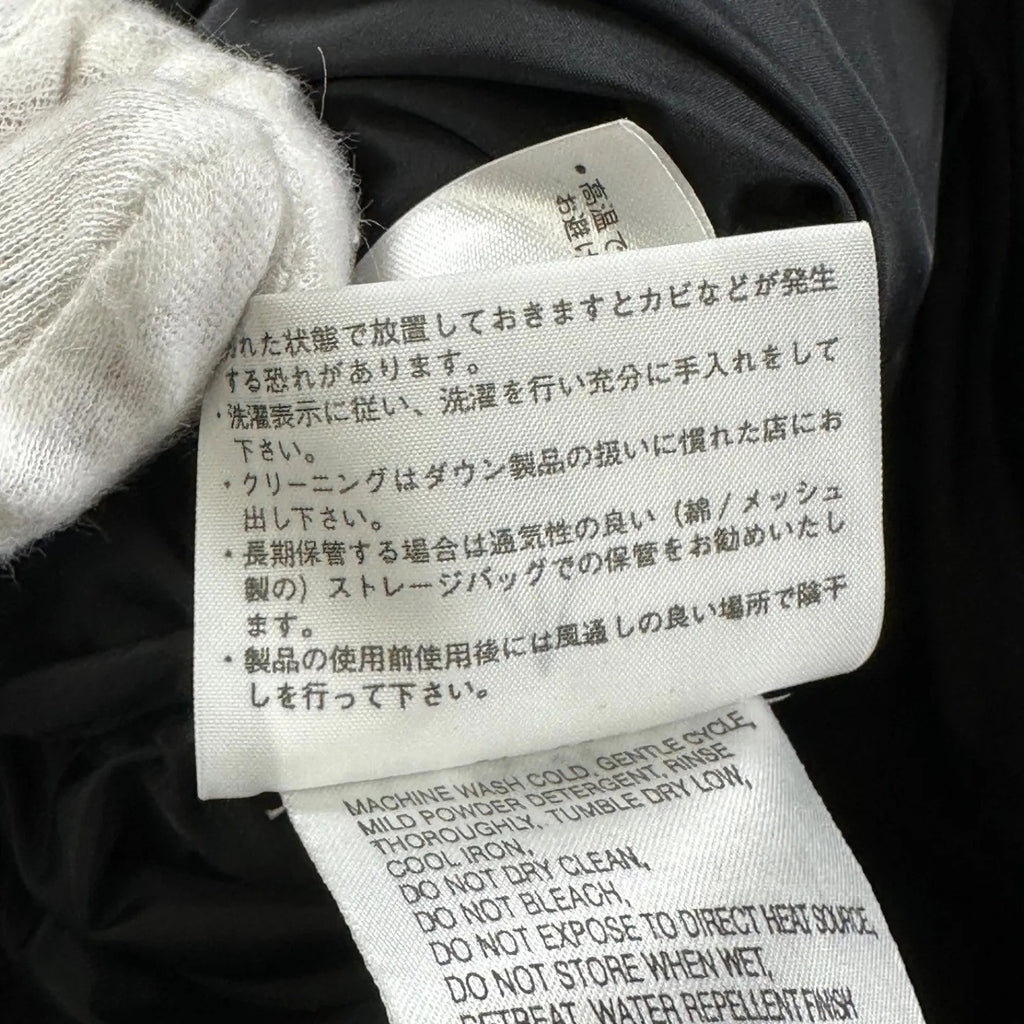 ・高温で
お避け
れた状態で放置しておきますとカビなどが発生
する恐れがあります。
・洗濯表示に従い、洗濯を行い充分に手入れをして
下さい。
・クリーニングはダウン製品の扱いに慣れた店にお
出し下さい。
・長期保管する場合は通気性の良い（綿/メッシュ
製の）ストレージバッグでの保管をお勧めいたし
ます。
・製品の使用前使用後には風通しの良い場所で陰干
しを行って下さい。
MACHINE WASH COLD, GENTLE CYCLE,
MILD POWDER DETERGENT, RINSE
THOROUGHLY, TUMBLE DRY LOW,
COOL IRON,
DO NOT DRY CLEAN,
DO NOT BLEACH,
DO NOT EXPOSE TO DIRECT HEAT SOURCE,
DO NOT STORE WHEN WET,
RETREAT WATER REPELLENT FINISH